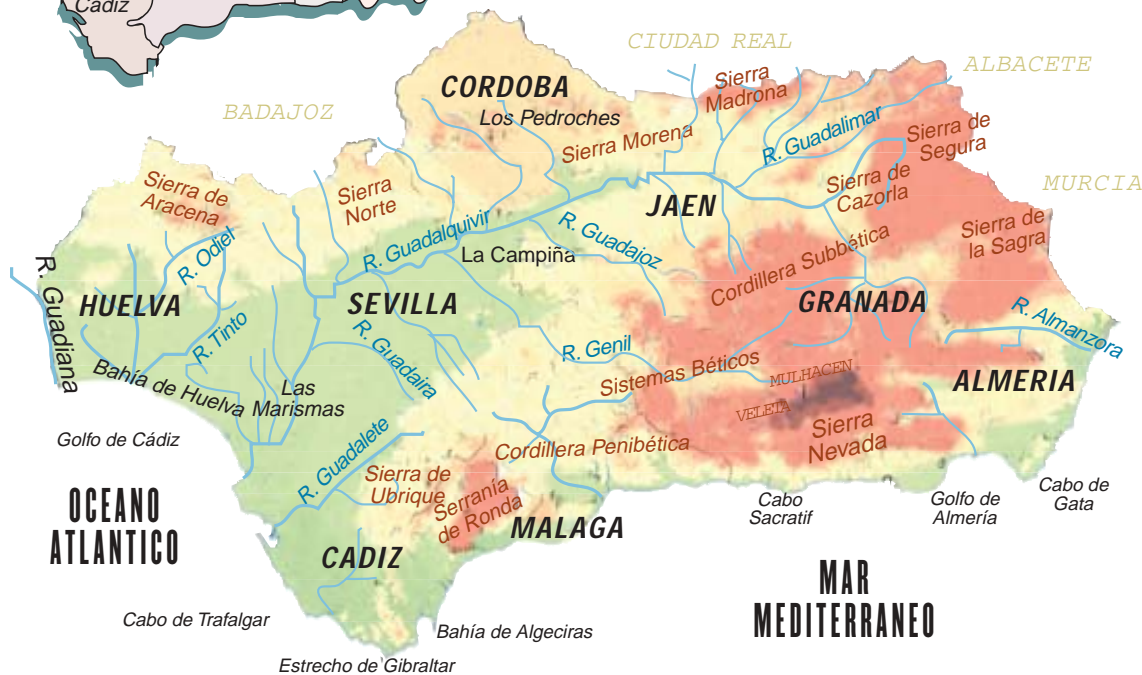 Cádiz
CIUDAD REAL
ALBACETE
BADAJOZ
MURCIA
CORDOBA
Los Pedroches
Sierra
Madrona
Sierra Morena
R. Guadalimar
Sierra de
Segura
Sierra de
Cazorla
Sierra de
la Sagra
Sierra de
Aracena
Sierra
Norte
JAEN
R. Guadalquivir
La Campiña
R. Guadajoz
Cordillera Subbética
R. Odiel
R. Guadiana
HUELVA
SEVILLA
GRANADA
R. Tinto
R. Guadaira
R. Genil
R. Almanzora
Sistemas Béticos
MULHACEN
VELETA
ALMERIA
Bahía de Huelva
Las
Marismas
Golfo de Cádiz
R. Guadalete
Cordillera Penibética
Sierra
Nevada
Sierra de
Ubrique
Serranía
de Ronda
OCEANO
ATLANTICO
MALAGA
CADIZ
Cabo
Sacratif
Golfo de
Almería
Cabo de
Gata
MAR
MEDITERRANEO
Cabo de Trafalgar
Bahía de Algeciras
Estrecho de Gibraltar